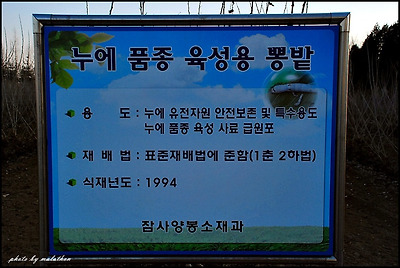 누에 품종 육성용 뽕밭
용 도 : 누에 유전자원 안전보존 및 특수용도
누에 품종 육성 사료 급원포
재 배 법 : 표준재배법에 준함(1춘 2하법)
식재년도 : 1994
잠사양봉소재과
photo by malathon